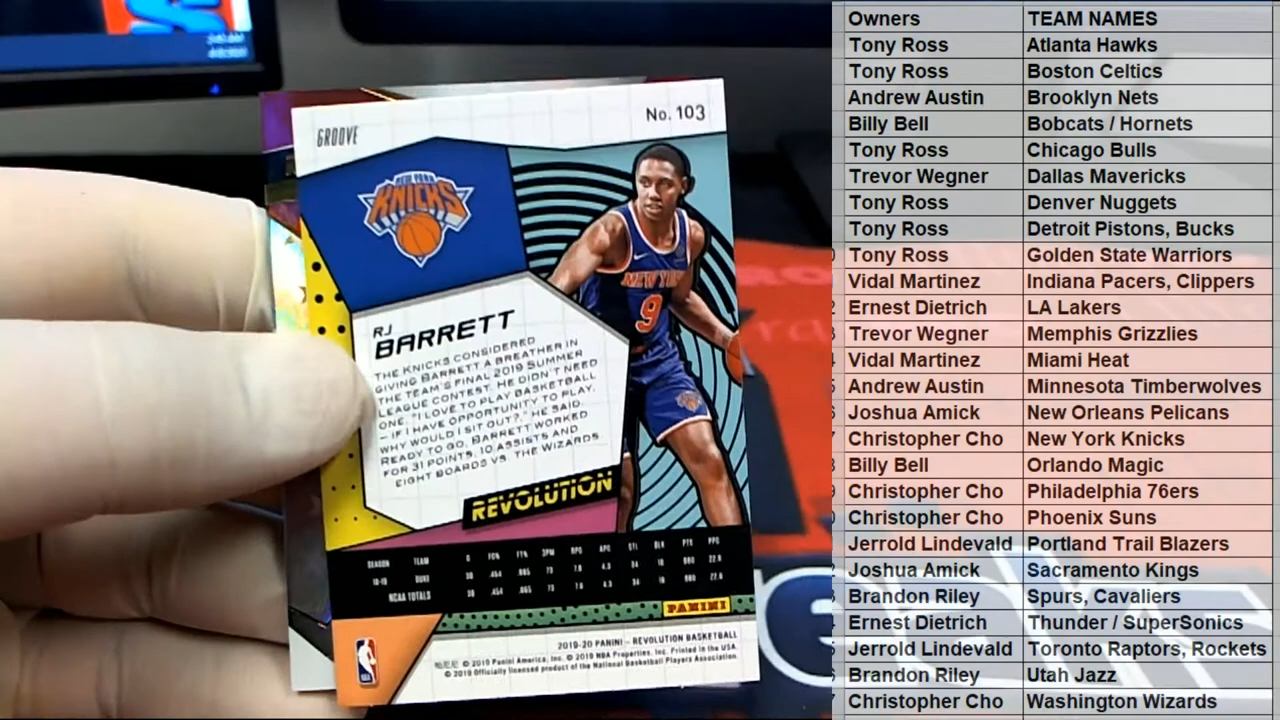 GROOVE
No. 103
NEW YORK
KNICKS
NEW YORK
9
RJ
BARRETT
THE KNICKS CONSIDERED
GIVING BARRETT A BREATHER IN
THE TEAM'S FINAL 2019 SUMMER
LEAGUE CONTEST. HE DIDN'T NEED
ONE. "I LOVE TO PLAY BASKETBALL
– IF I HAVE OPPORTUNITY TO PLAY,
WHY WOULD I SIT OUT?," HE SAID.
READY TO GO, BARRETT WORKED
FOR 31 POINTS, 10 ASSISTS AND
EIGHT BOARDS VS. THE WIZARDS.
REVOLUTION
SEASON TEAM G FG% FT% 3PM RPG APG STL BLK PTS PPG
18-19 DUKE 38 .454 .665 73 7.6 4.3 34 16 860 22.6
NCAA TOTALS 38 .454 .665 73 7.6 4.3 34 16 860 22.6
PANINI
2019-20 PANINI – REVOLUTION BASKETBALL
© 2019 Panini America, Inc. © 2019 NBA Properties, Inc. Printed in the USA.
© 2019 Officially licensed product of the National Basketball Players Association.
Owners TEAM NAMES
Tony Ross Atlanta Hawks
Tony Ross Boston Celtics
Andrew Austin Brooklyn Nets
Billy Bell Bobcats / Hornets
Tony Ross Chicago Bulls
Trevor Wegner Dallas Mavericks
Tony Ross Denver Nuggets
Tony Ross Detroit Pistons, Bucks
Tony Ross Golden State Warriors
Vidal Martinez Indiana Pacers, Clippers
Ernest Dietrich LA Lakers
Trevor Wegner Memphis Grizzlies
Vidal Martinez Miami Heat
Andrew Austin Minnesota Timberwolves
Joshua Amick New Orleans Pelicans
Christopher Cho New York Knicks
Billy Bell Orlando Magic
Christopher Cho Philadelphia 76ers
Christopher Cho Phoenix Suns
Jerrold Lindevald Portland Trail Blazers
Joshua Amick Sacramento Kings
Brandon Riley Spurs, Cavaliers
Ernest Dietrich Thunder / SuperSonics
Jerrold Lindevald Toronto Raptors, Rockets
Brandon Riley Utah Jazz
Christopher Cho Washington Wizards